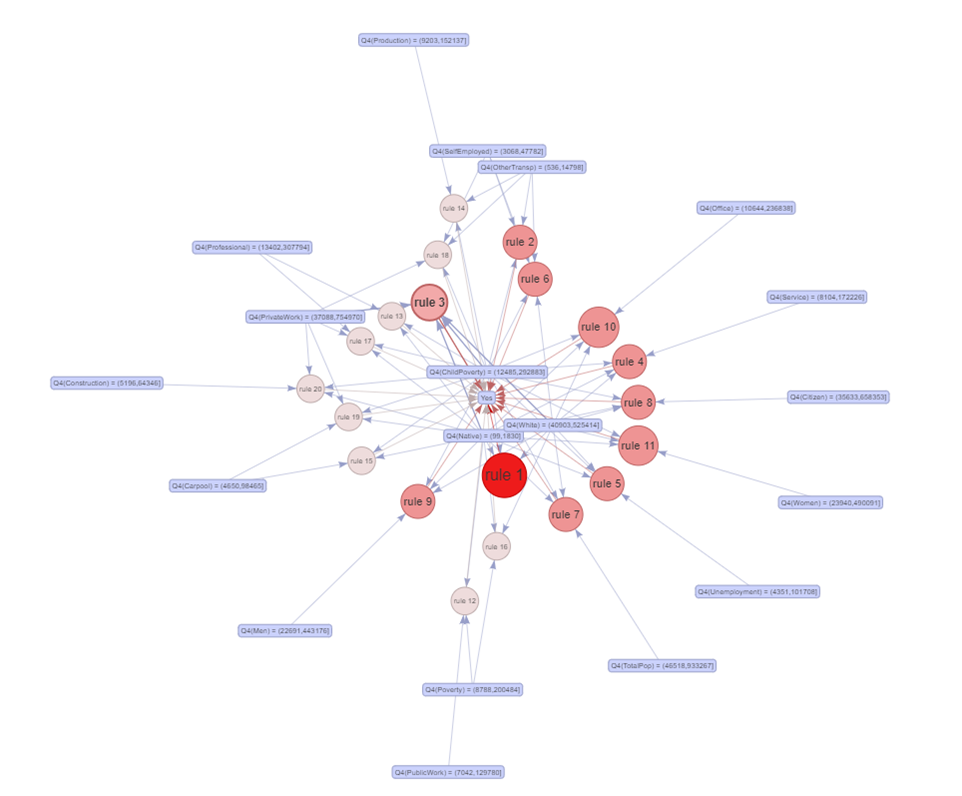 Q4(Production) = (9203,152137]
Q4(SelfEmployed) = (3068,47782]
Q4(OtherTransp) = (536,14798]
rule 14
Q4(Office) = (10644,236838]
rule 2
Q4(Professional) = (13402,307794]
rule 18
rule 6
Q4(Service) = (8104,172226]
rule 3
Q4(PrivateWork) = (37088,754970]
rule 13
rule 10
rule 17
rule 4
Q4(ChildPoverty) = (12485,292883]
Q4(Construction) = (5196,64346]
rule 20
Yes
Q4(Citizen) = (35633,658353]
rule 8
rule 19
Q4(White) = (40903,525414]
Q4(Native) = (99,1830]
rule 11
rule 15
rule 1
Q4(Carpool) = (4650,98465]
rule 5
rule 9
Q4(Women) = (23940,490091]
rule 7
rule 16
Q4(Unemployment) = (4351,101708]
rule 12
Q4(Men) = (22691,443176]
Q4(TotalPop) = (46518,933267]
Q4(Poverty) = (8788,200484]
Q4(PublicWork) = (7042,129780]